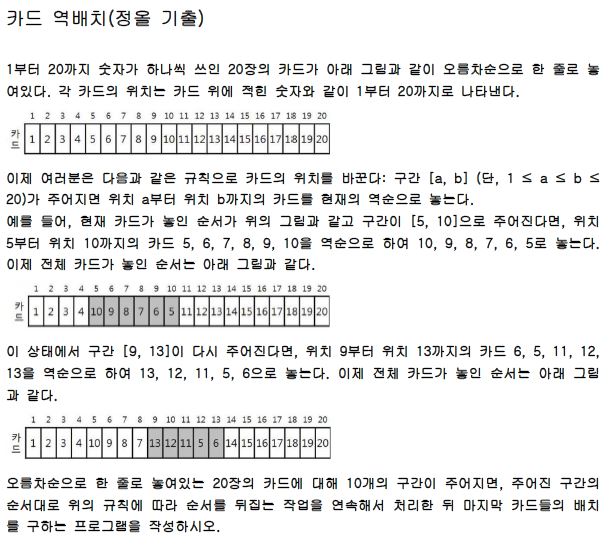 카드 역배치(정올 기출)
1부터 20까지 숫자가 하나씩 쓰인 20장의 카드가 아래 그림과 같이 오름차순으로 한 줄로 놓
여있다. 각 카드의 위치는 카드 위에 적힌 숫자와 같이 1부터 20까지로 나타낸다.
1 2 3 4 5 6 7 8 9 10 11 12 13 14 15 16 17 18 19 20
카드 1 2 3 4 5 6 7 8 9 10 11 12 13 14 15 16 17 18 19 20
이제 여러분은 다음과 같은 규칙으로 카드의 위치를 바꾼다: 구간 [a, b] (단, 1 ≤ a ≤ b ≤
20)가 주어지면 위치 a부터 위치 b까지의 카드를 현재의 역순으로 놓는다.
예를 들어, 현재 카드가 놓인 순서가 위의 그림과 같고 구간이 [5, 10]으로 주어진다면, 위치
5부터 위치 10까지의 카드 5, 6, 7, 8, 9, 10을 역순으로 하여 10, 9, 8, 7, 6, 5로 놓는다.
이제 전체 카드가 놓인 순서는 아래 그림과 같다.
1 2 3 4 5 6 7 8 9 10 11 12 13 14 15 16 17 18 19 20
카드 1 2 3 4 10 9 8 7 6 5 11 12 13 14 15 16 17 18 19 20
이 상태에서 구간 [9, 13]이 다시 주어진다면, 위치 9부터 위치 13까지의 카드 6, 5, 11, 12,
13을 역순으로 하여 13, 12, 11, 5, 6으로 놓는다. 이제 전체 카드가 놓인 순서는 아래 그림
과 같다.
1 2 3 4 5 6 7 8 9 10 11 12 13 14 15 16 17 18 19 20
카드 1 2 3 4 10 9 8 7 13 12 11 5 6 14 15 16 17 18 19 20
오름차순으로 한 줄로 놓여있는 20장의 카드에 대해 10개의 구간이 주어지면, 주어진 구간의
순서대로 위의 규칙에 따라 순서를 뒤집는 작업을 연속해서 처리한 뒤 마지막 카드들의 배치
를 구하는 프로그램을 작성하시오.